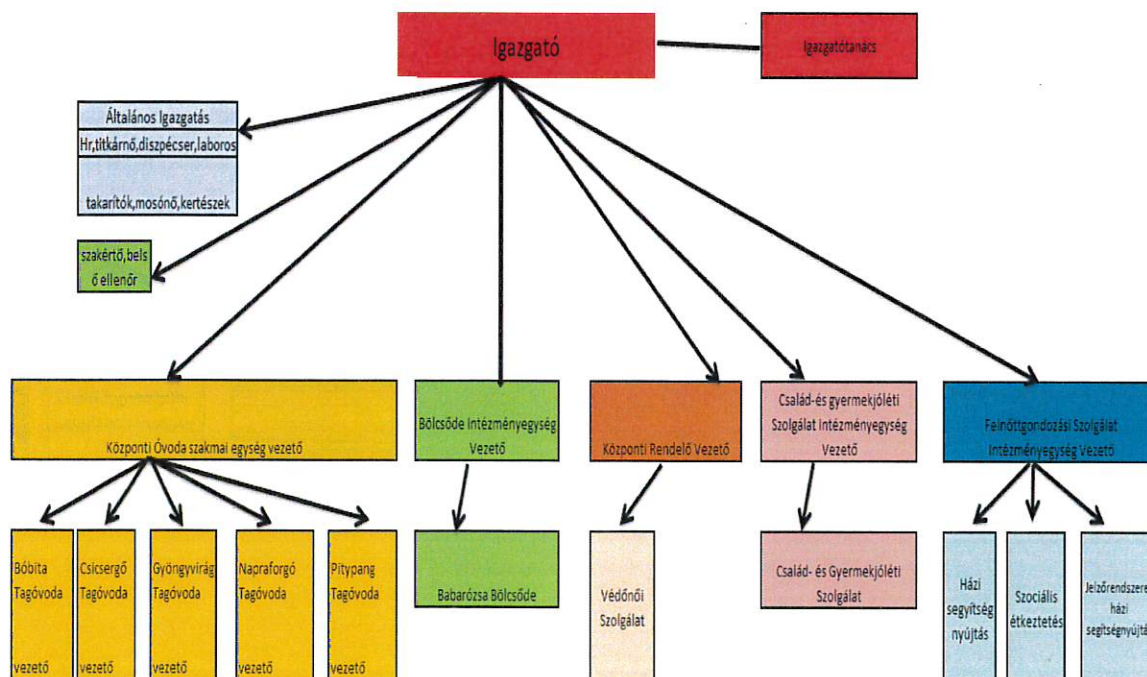 Igazgató
Igazgatótanács
Általános Igazgatás
Hr,titkárnő,diszpécser,laboros
takarítók,mosónő,kertészek
szakértő,bels
ő ellenőr
Központi Óvoda szakmai egység vezető
Bölcsőde Intézményegység
Vezető
Központi Rendelő Vezető
Család-és gyermekjóléti
Szolgálat Intézményegység
Vezető
Felnőttgondozási Szolgálat
Intézményegység Vezető
Bóbita
Tagóvoda
vezető
Csicsergő
Tagóvoda
vezető
Gyöngyvirág
Tagóvoda
vezető
Napraforgó
Tagóvoda
vezető
Pitypang
Tagóvoda
vezető
Babarózsa Bölcsőde
Védőnői
Szolgálat
Család- és Gyermekjóléti
Szolgálat
Házi
segyítség
nyújtás
Szociális
étkeztetés
Jelzőrendszere
házi
segítségnyújtá